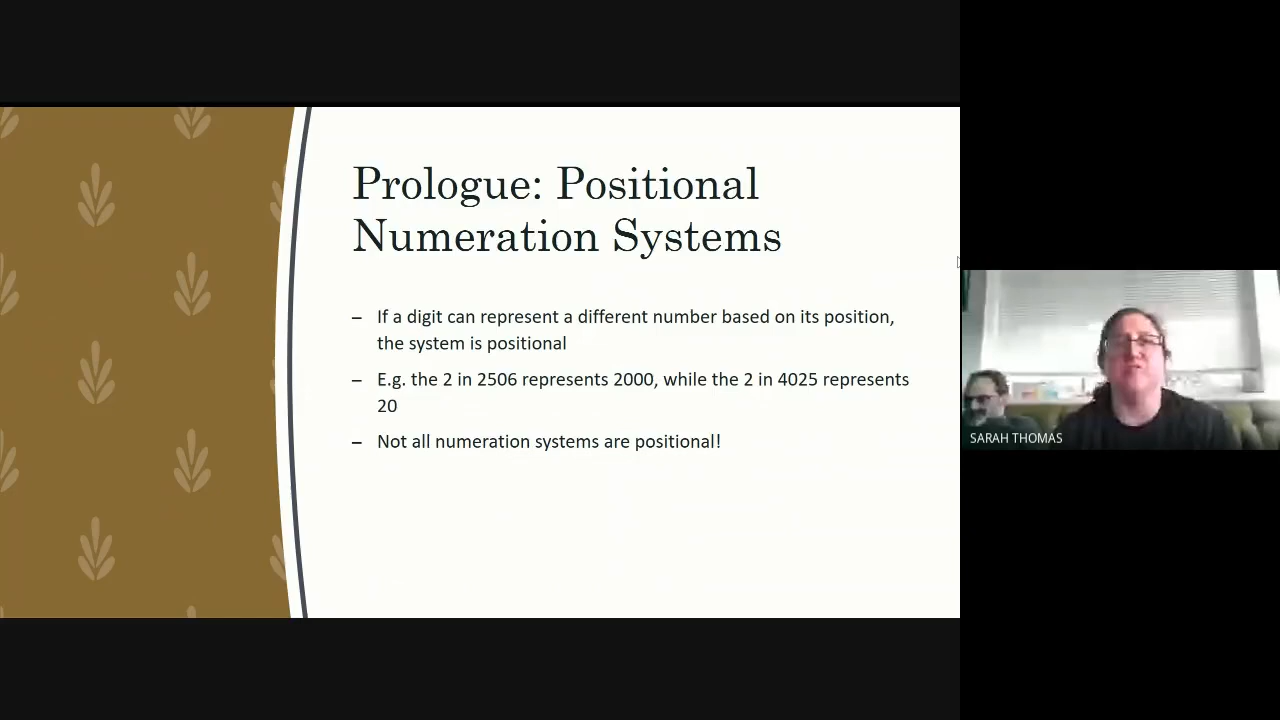 Prologue: Positional
Numeration Systems
– If a digit can represent a different number based on its position,
the system is positional
– E.g. the 2 in 2506 represents 2000, while the 2 in 4025 represents
20
– Not all numeration systems are positional!
SARAH THOMAS